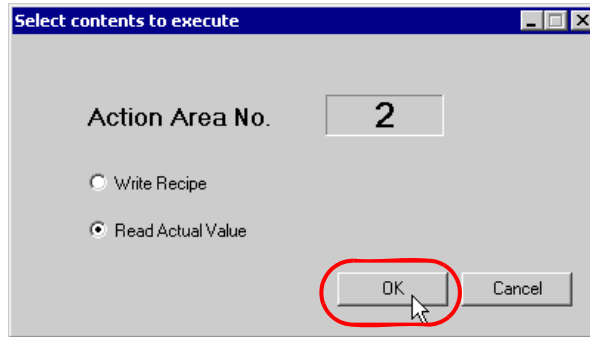 Select contents to execute
Action Area No. 2
Write Recipe
Read Actual Value
OK Cancel